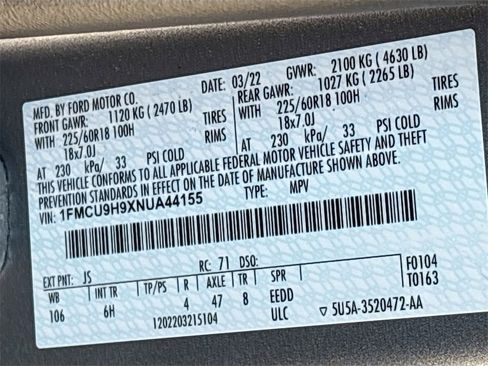 MFD. BY FORD MOTOR CO.
DATE: 03/22 GVWR: 2100 KG ( 4630 LB)
FRONT GAWR: 1120 KG ( 2470 LB) REAR GAWR: 1027 KG ( 2265 LB)
WITH 225/60R18 100H TIRES WITH 225/60R18 100H TIRES
18x7.0J RIMS 18x7.0J RIMS
AT 230 kPa/ 33 PSI COLD AT 230 kPa/ 33 PSI COLD
THIS VEHICLE CONFORMS TO ALL APPLICABLE FEDERAL MOTOR VEHICLE SAFETY AND THEFT
PREVENTION STANDARDS IN EFFECT ON THE DATE OF MANUFACTURE SHOWN ABOVE.
VIN: 1FMCU9H9XNUA44155 TYPE: MPV
EXT PNT: JS RC: 71 DSO: F0104
WB INT TR TP/PS R AXLE TR SPR T0163
106 6H 4 47 8 EEDD
1202203215104 ULC 5U5A-3520472-AA